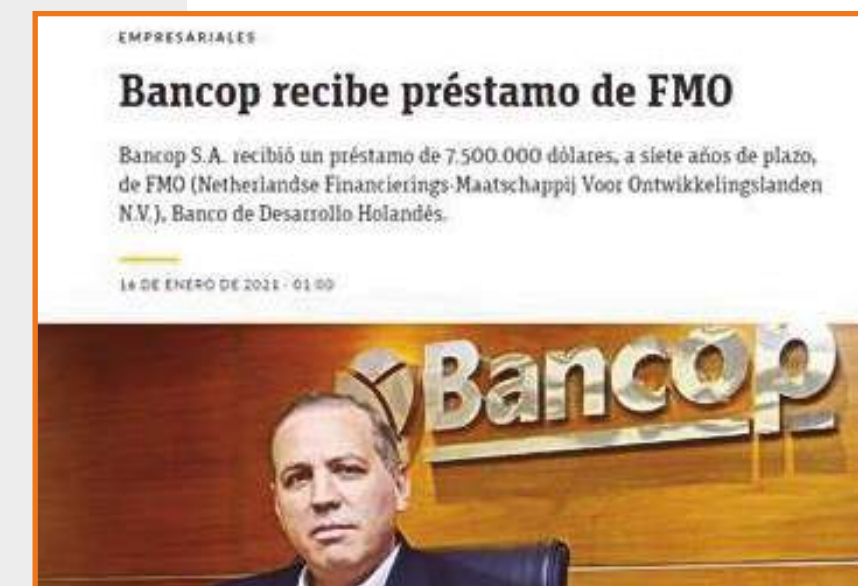 EMPRESARIALES
Bancop recibe préstamo de FMO
Bancop S.A. recibió un préstamo de 7.500.000 dólares, a siete años de plazo,
de FMO (Netherlandse Financierings-Maatschappij Voor Ontwikkelingslanden
N.V.), Banco de Desarrollo Holandés.
16 DE ENERO DE 2021 - 01:00
Bancop